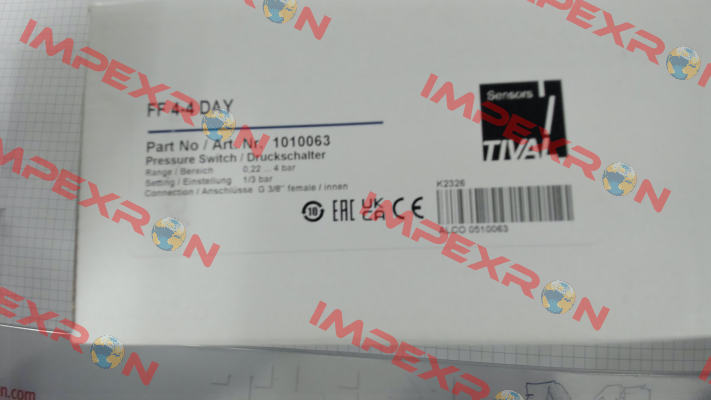 FF 4-4 DAY
Part No / Art. Nr. 1010063
Pressure Switch / Druckschalter
Range / Bereich 0,22 ... 4 bar
Setting / Einstellung 1/3 bar
Connection / Anschlüsse G 3/8" female / innen
Sensors
TIVAL
K2326
ALCO 0510063
10 EAC UK CA CE
IMPEXRON
IMPEXRON
IMPEXRON
IMPEXRON
IMPEXRON
IMPEXRON
IMPEXRON
n.com